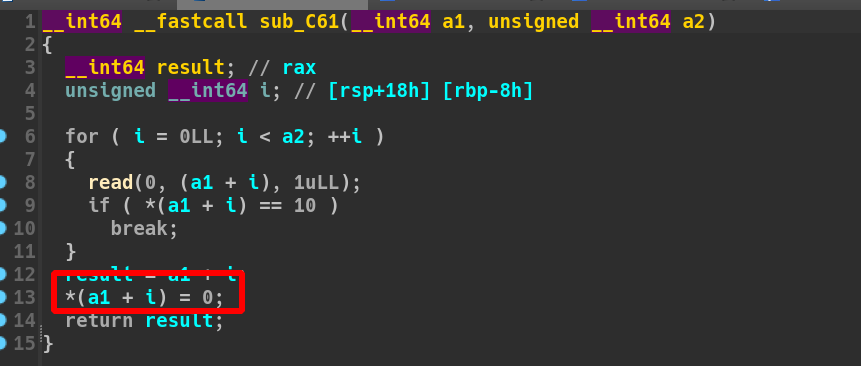 1 __int64 __fastcall sub_C61(__int64 a1, unsigned __int64 a2)
2 {
3 __int64 result; // rax
4 unsigned __int64 i; // [rsp+18h] [rbp-8h]
5
6 for ( i = 0LL; i < a2; ++i )
7 {
8 read(0, (a1 + i), 1uLL);
9 if ( *(a1 + i) == 10 )
10 break;
11 }
12 result = a1 + i
13 *(a1 + i) = 0;
14 return result;
15 }